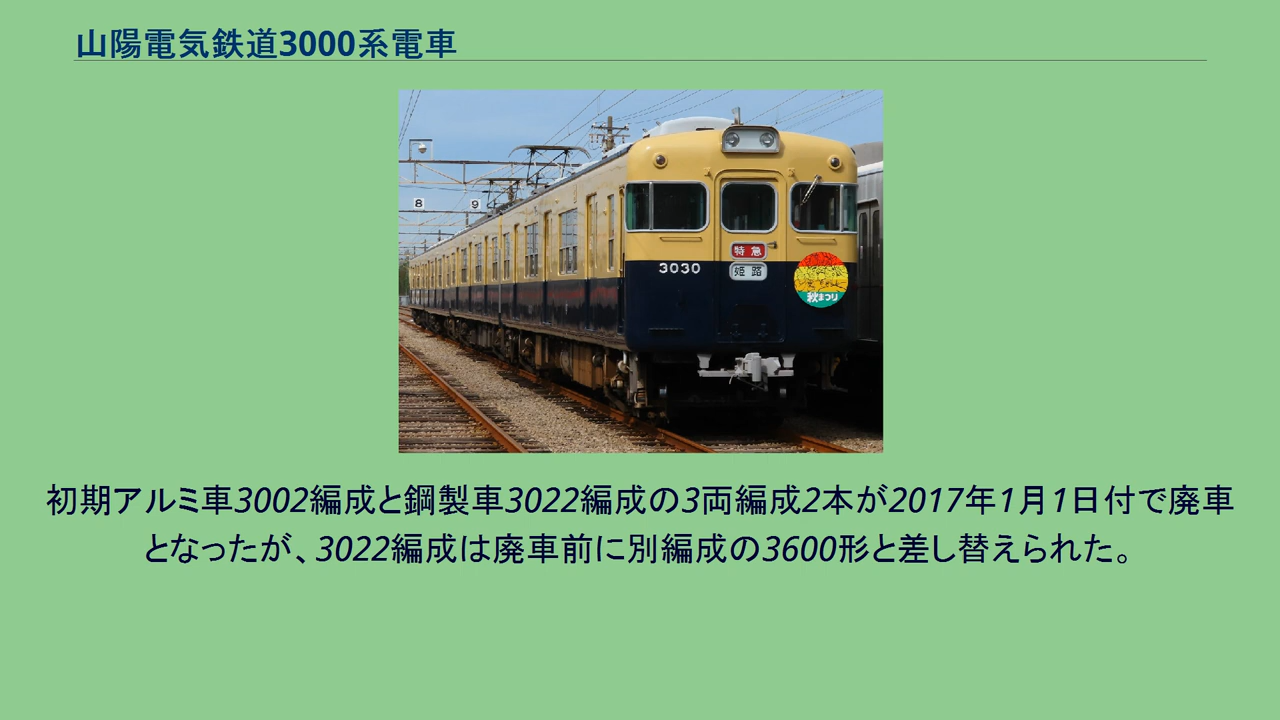 山陽電気鉄道3000系電車
8
9
特急
3030
姫路
秋まつり
初期アルミ車3002編成と鋼製車3022編成の3両編成2本が2017年1月1日付で廃車
となったが、3022編成は廃車前に別編成の3600形と差し替えられた。